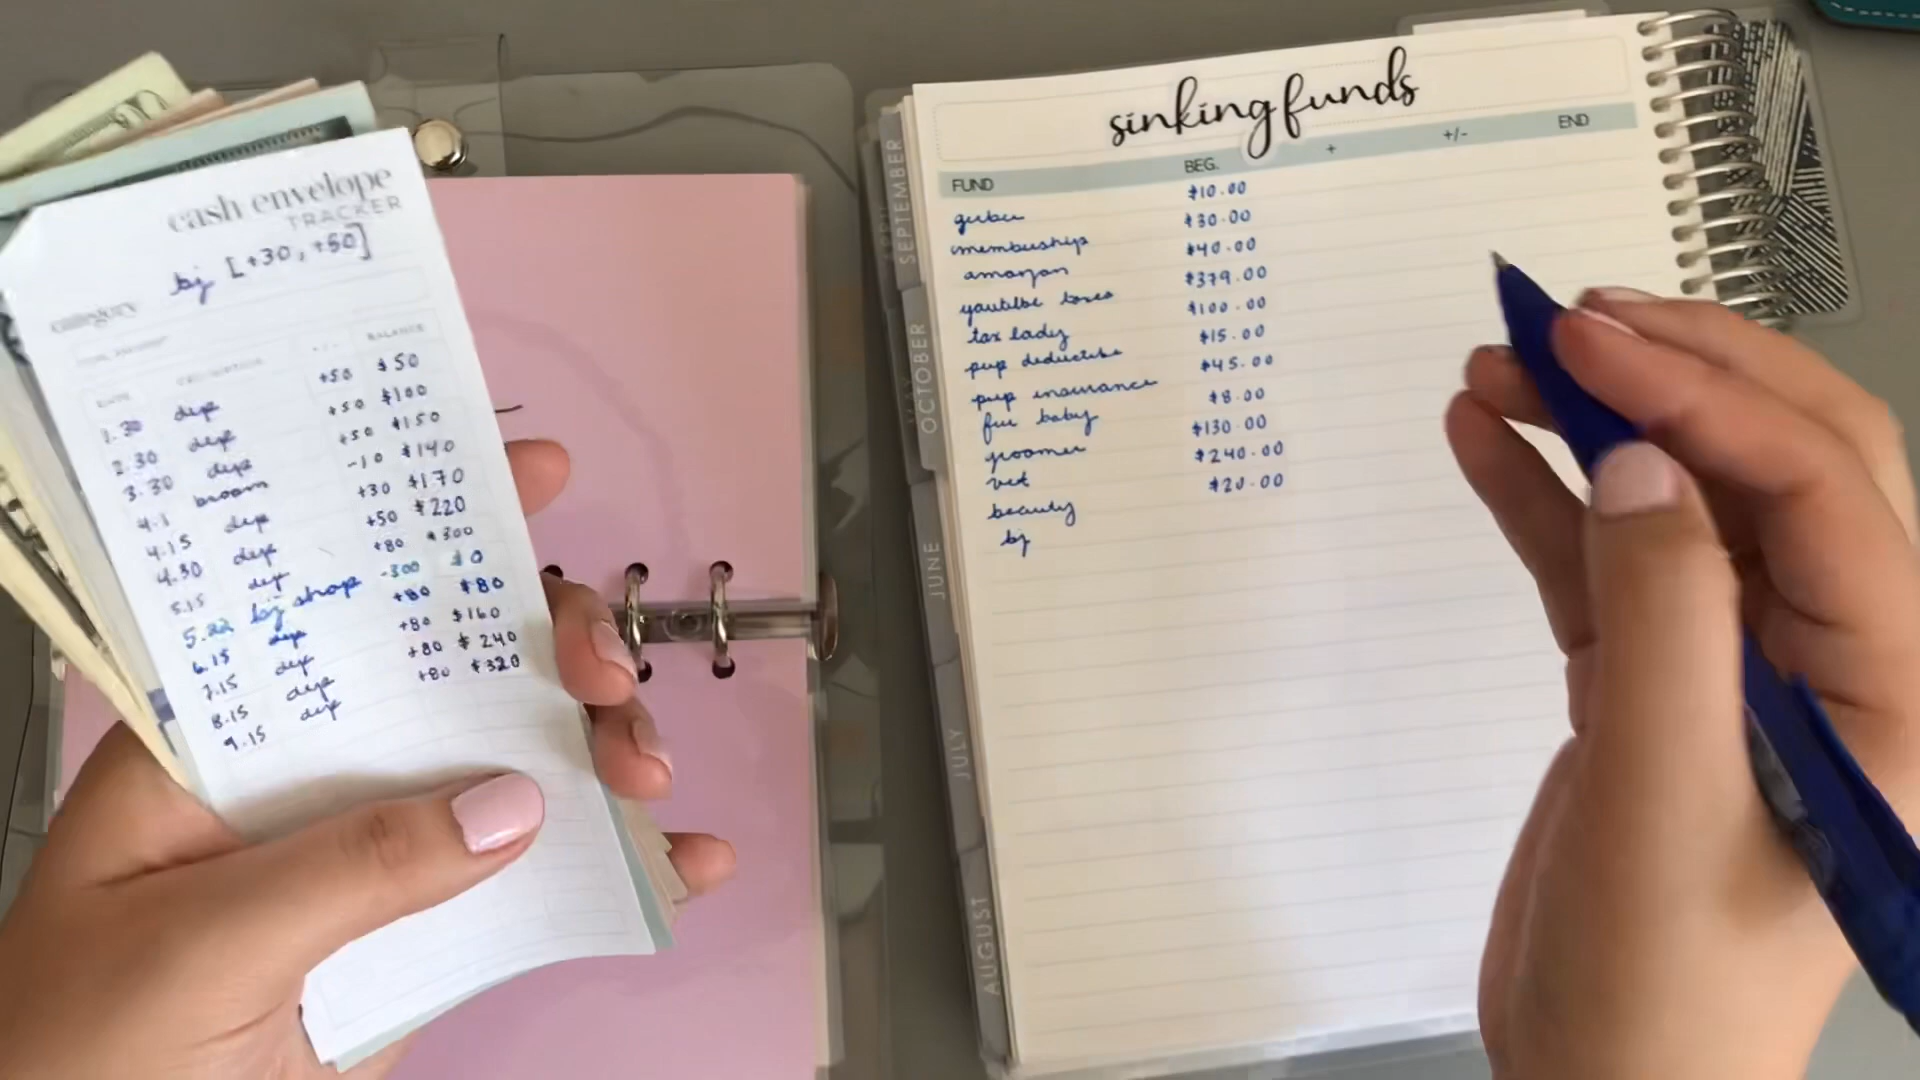 cash envelope
TRACKER
bj [+30, +50]
category
DATE DESCRIPTION +/- BALANCE
1.30 dep +50 $50
2.30 dep +50 $100
3.30 dep +50 $150
4.1 broom -10 $140
4.15 dep +30 $170
4.30 dep +50 $220
5.15 dep +80 $300
5.22 bj shop -300 $0
6.15 dep +80 $80
7.15 dep +80 $160
8.15 dep +80 $240
9.15 dep +80 $320
sinking funds
FUND BEG. + +/- END
gerber $10.00
membership $30.00
amazon $40.00
youtube taxes $379.00
tax lady $100.00
pup deductible $15.00
pup insurance $45.00
fur baby $8.00
groomer $130.00
vet $240.00
beauty $20.00
bj
APRIL
SEPTEMBER
MAY
OCTOBER
JUNE
JULY
AUGUST